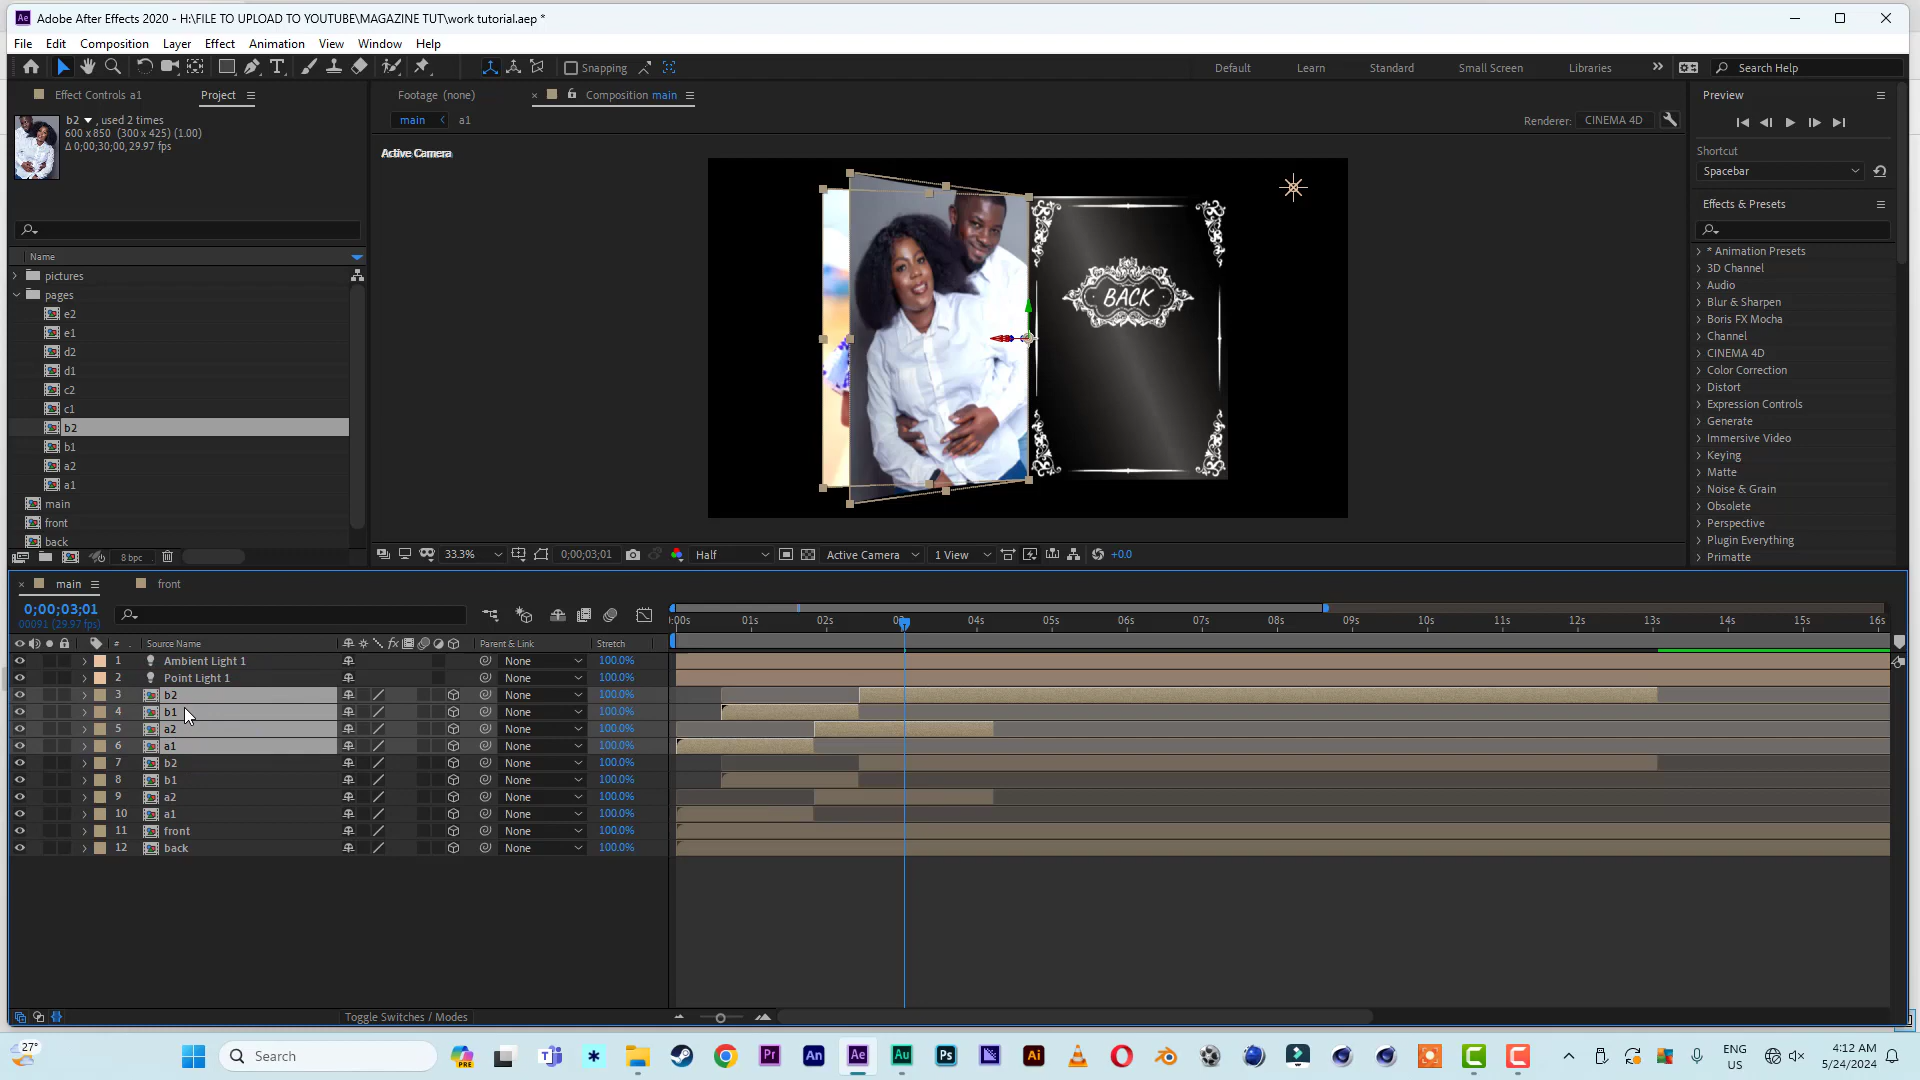 Adobe After Effects 2020 - H:\FILE TO UPLOAD TO YOUTUBE\MAGAZINE TUT\work tutorial.aep *
File Edit Composition Layer Effect Animation View Window Help
Snapping Default Learn Standard Small Screen Libraries Search Help
Effect Controls a1 Project
b2 , used 2 times
600 x 850 (300 x 425) (1.00)
Δ 0;00;30;00, 29.97 fps
Name
pictures
pages
e2
e1
d2
d1
c2
c1
b2
b1
a2
a1
main
front
back
8 bpc
Footage (none) Composition main
main a1
Renderer: CINEMA 4D
Active Camera
BACK
33.3% 0;00;03;01 Half Active Camera 1 View +0.0
Preview
Shortcut
Spacebar
Effects & Presets
* Animation Presets
3D Channel
Audio
Blur & Sharpen
Boris FX Mocha
Channel
CINEMA 4D
Color Correction
Distort
Expression Controls
Generate
Immersive Video
Keying
Matte
Noise & Grain
Obsolete
Perspective
Plugin Everything
Primatte
main front
0;00;03;01
00091 (29.97 fps)
:00s 01s 02s 03 04s 05s 06s 07s 08s 09s 10s 11s 12s 13s 14s 15s 16s
# Source Name Parent & Link Stretch
1 Ambient Light 1 None 100.0%
2 Point Light 1 None 100.0%
3 b2 None 100.0%
4 b1 None 100.0%
5 a2 None 100.0%
6 a1 None 100.0%
7 b2 None 100.0%
8 b1 None 100.0%
9 a2 None 100.0%
10 a1 None 100.0%
11 front None 100.0%
12 back None 100.0%
Toggle Switches / Modes
27° Search ENG US 4:12 AM 5/24/2024